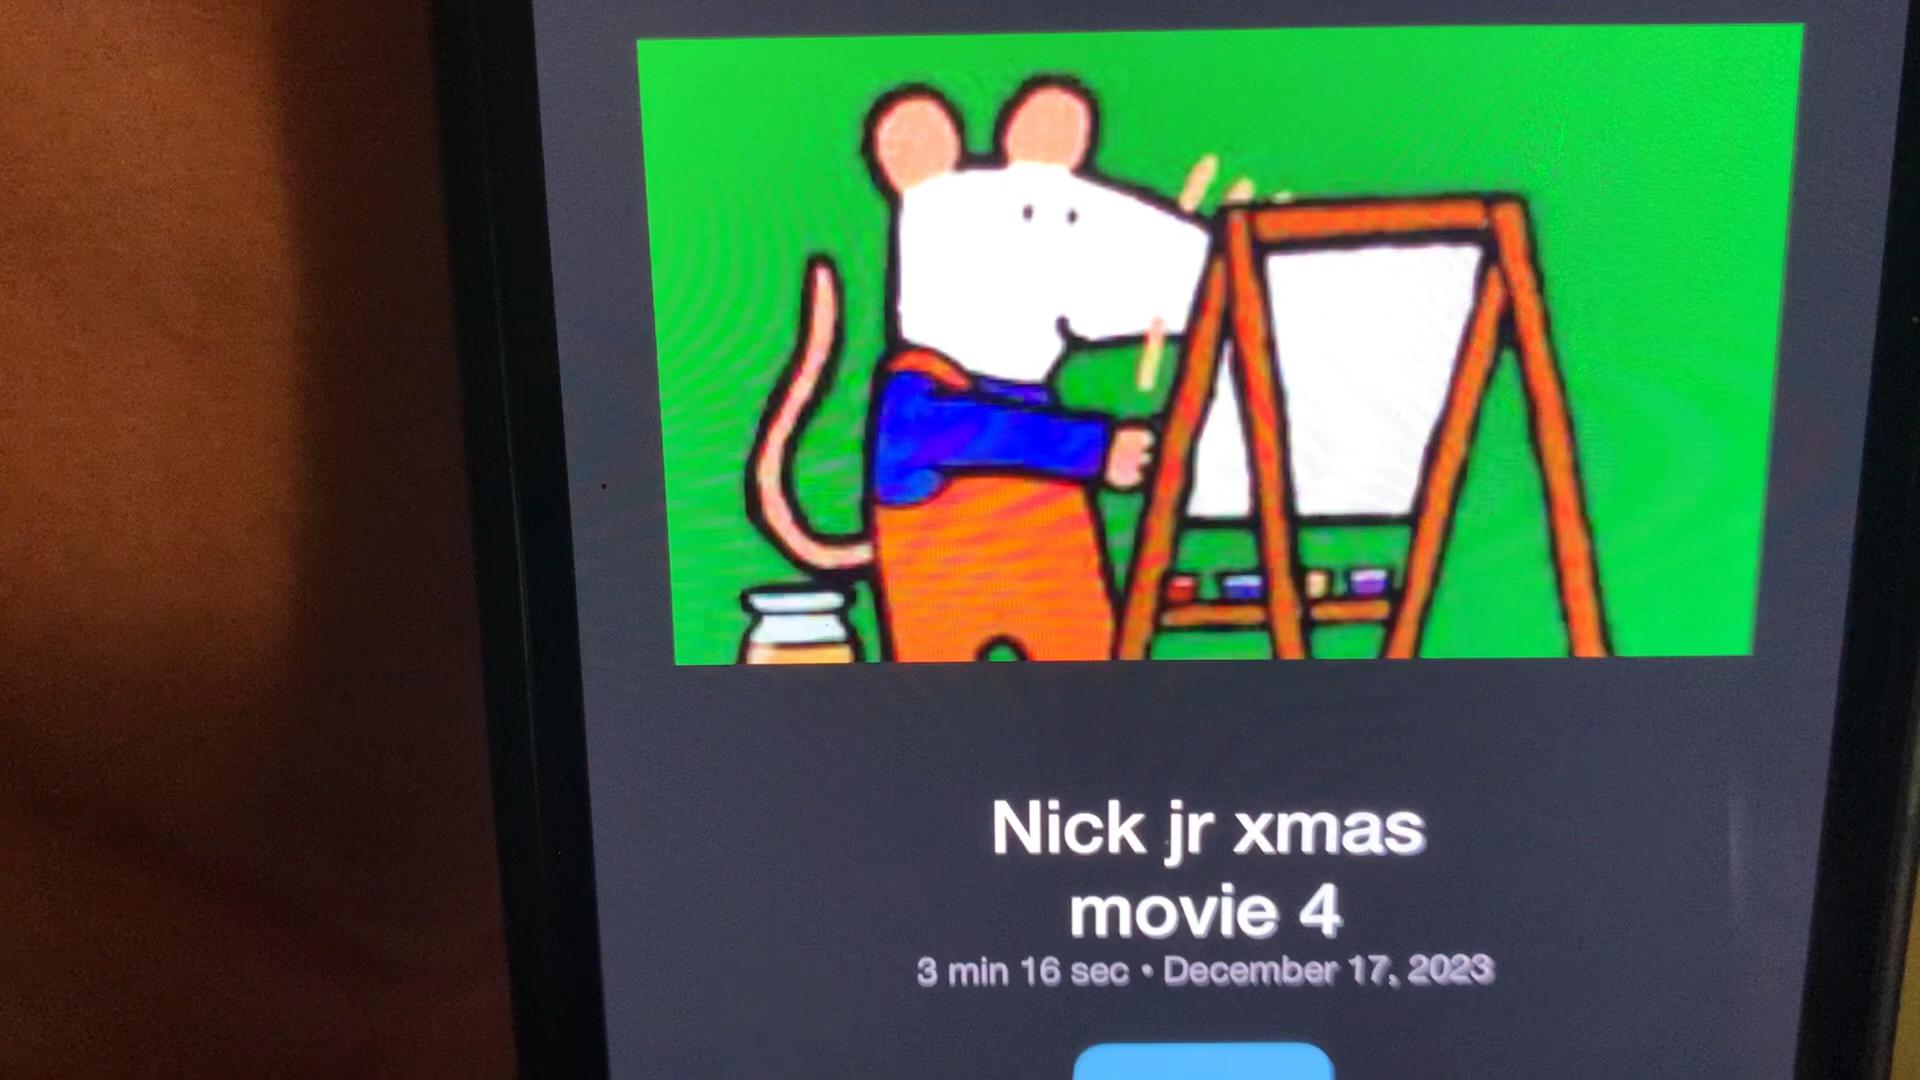 Nick jr xmas
movie 4
3 min 16 sec • December 17, 2023